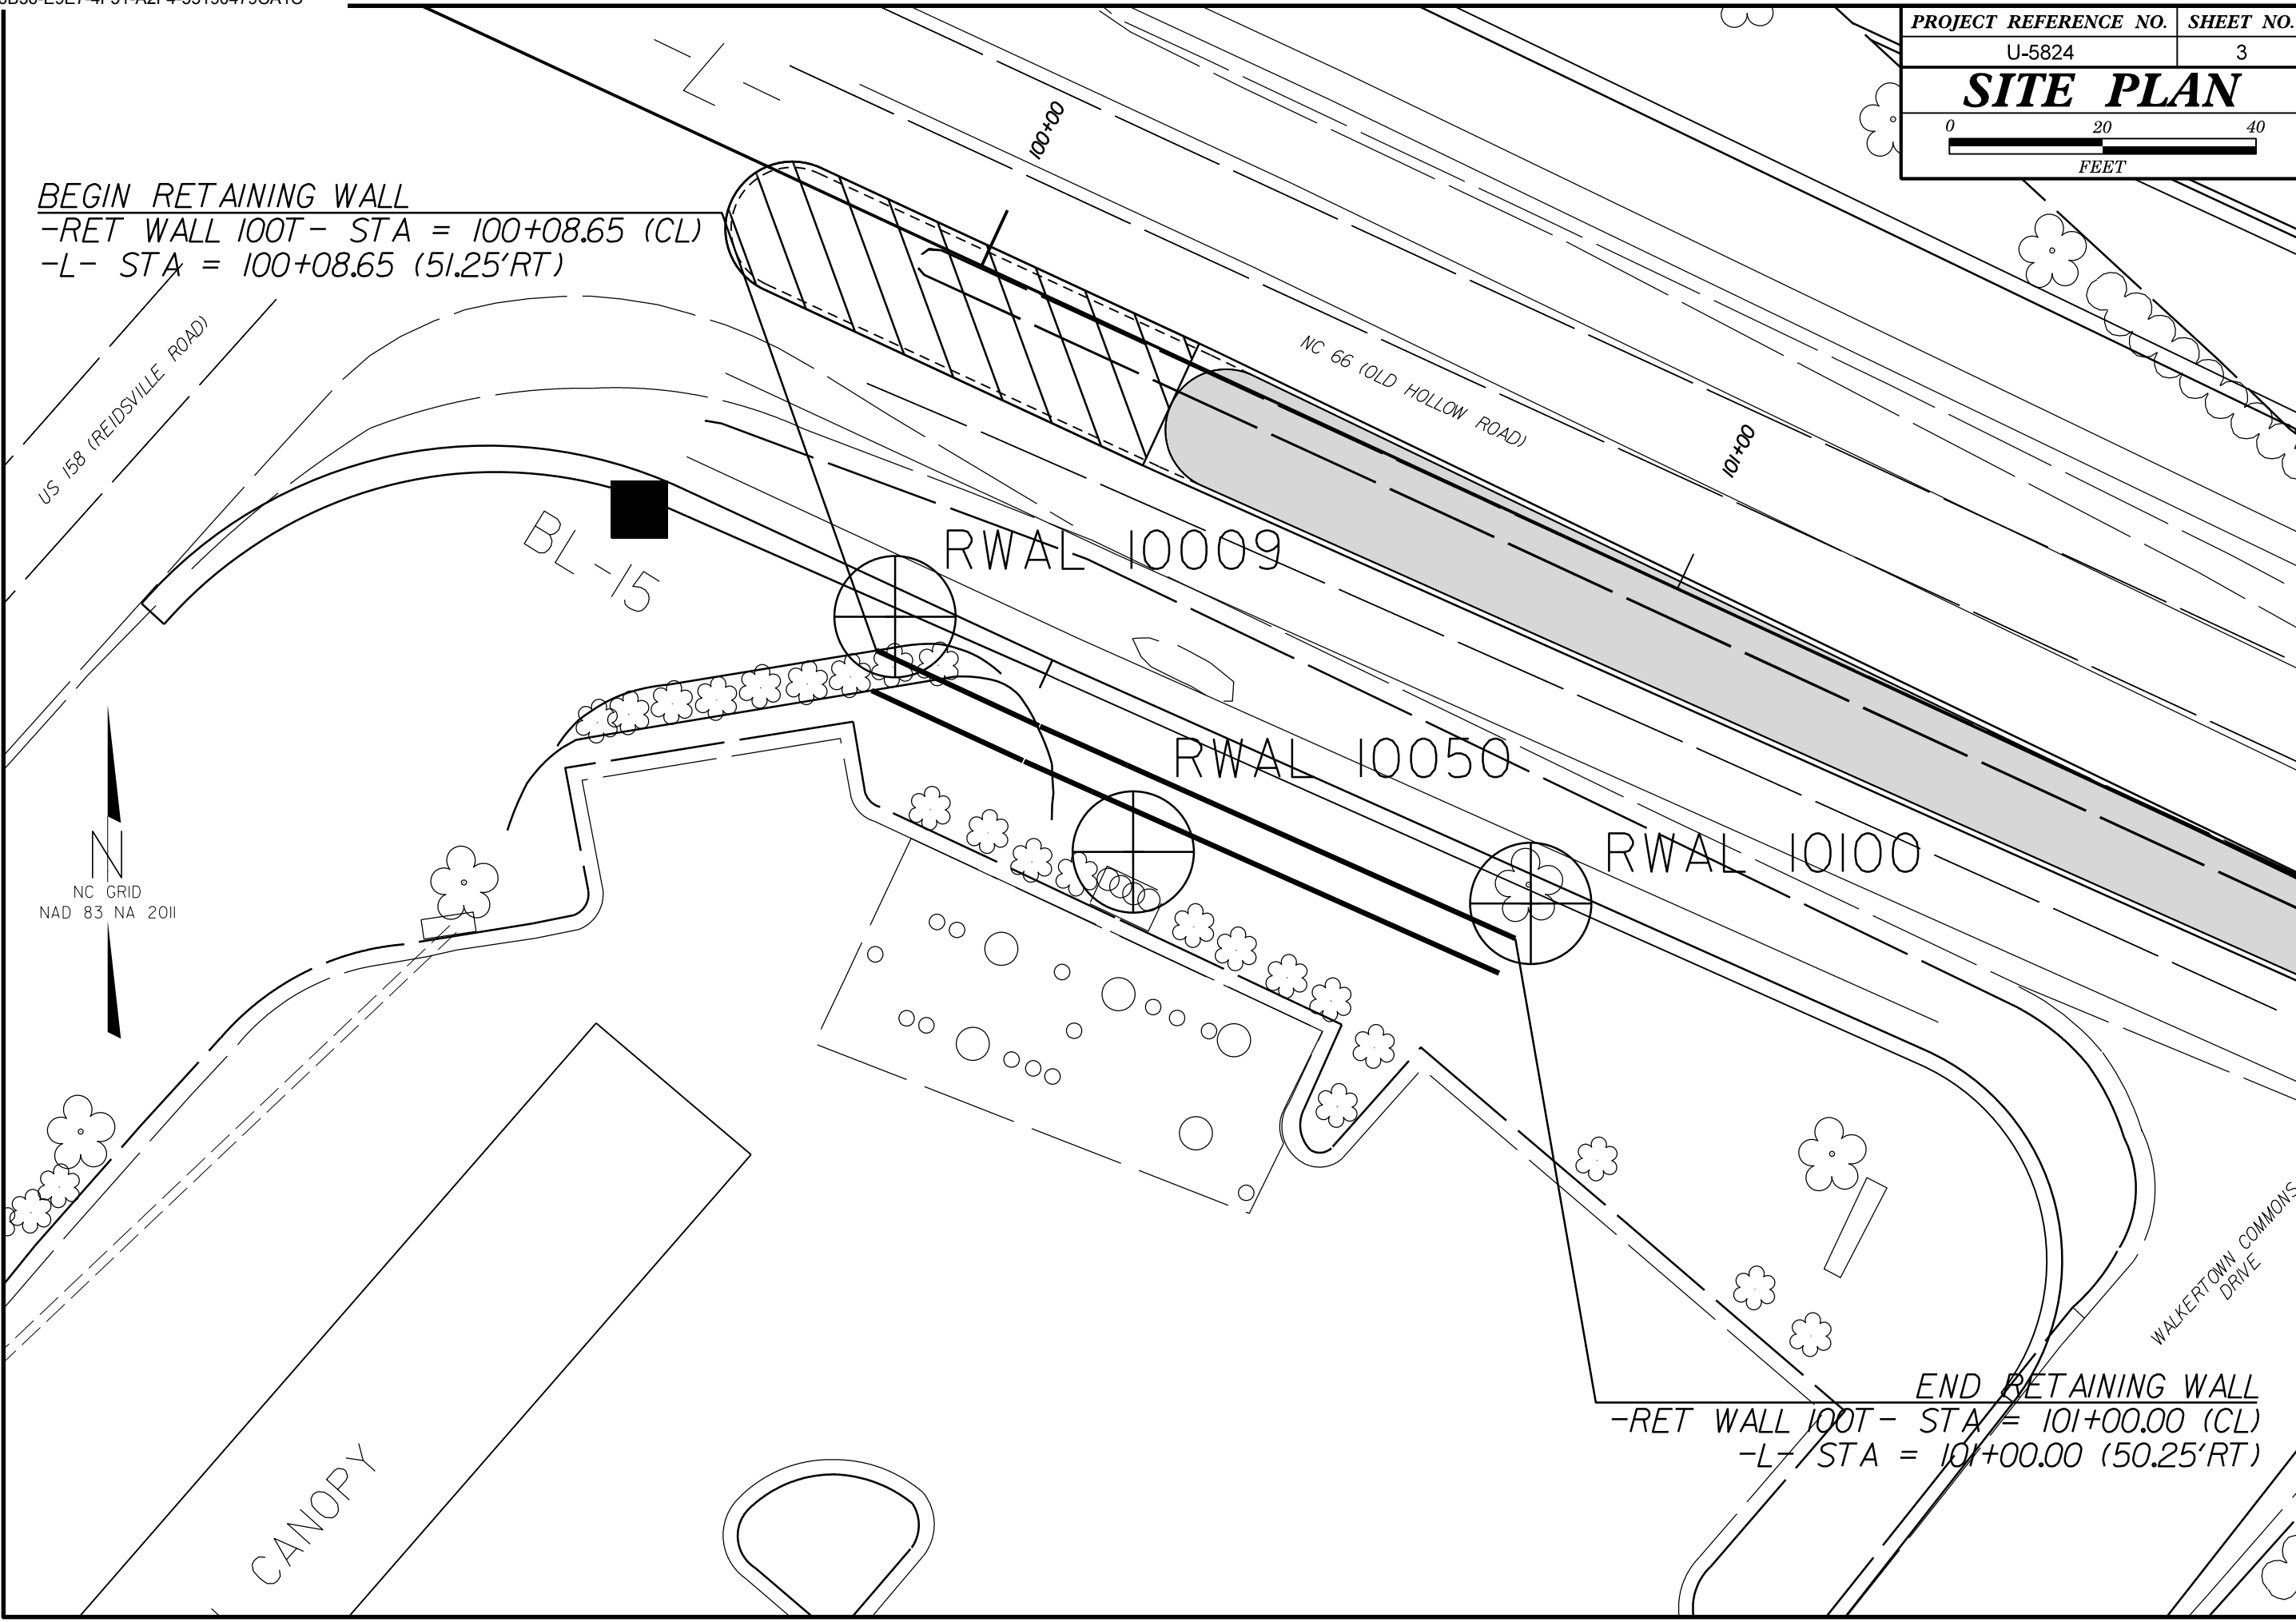 PROJECT REFERENCE NO. SHEET NO.
U-5824 3
SITE PLAN
0 20 40
FEET
L
100+00
BEGIN RETAINING WALL
-RET WALL 100T- STA = 100+08.65 (CL)
-L- STA = 100+08.65 (51.25'RT)
US 158 (REIDSVILLE ROAD)
NC 66 (OLD HOLLOW ROAD)
101+00
BL-15
RWAL 10009
RWAL 10050
RWAL 10100
N
NC GRID
NAD 83 NA 2011
WALKERTOWN COMMONS
DRIVE
END RETAINING WALL
-RET WALL 100T- STA = 101+00.00 (CL)
-L- STA = 101+00.00 (50.25'RT)
CANOPY